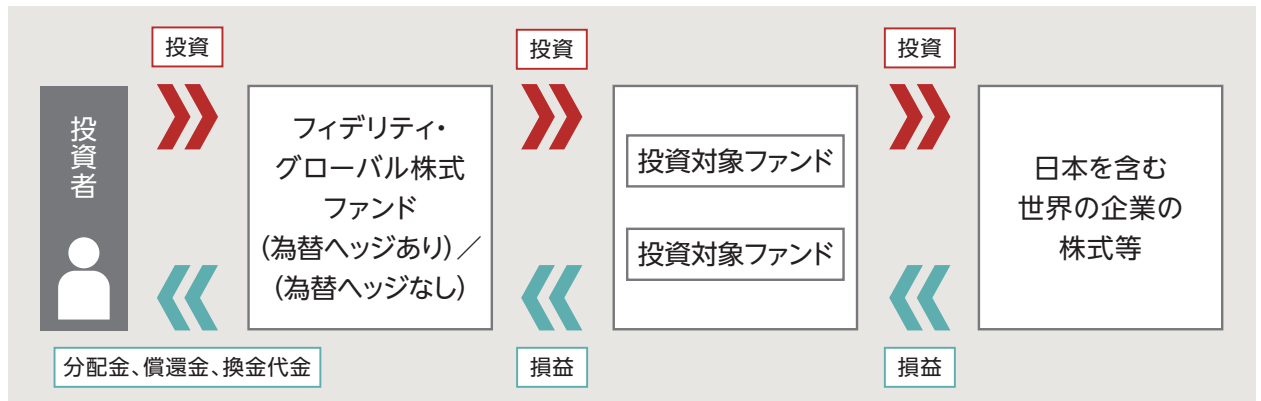 投資
投資
投資
投資者
フィデリティ・
グローバル株式
ファンド
(為替ヘッジあり)／
(為替ヘッジなし)
投資対象ファンド
投資対象ファンド
日本を含む
世界の企業の
株式等
分配金、償還金、換金代金
損益
損益